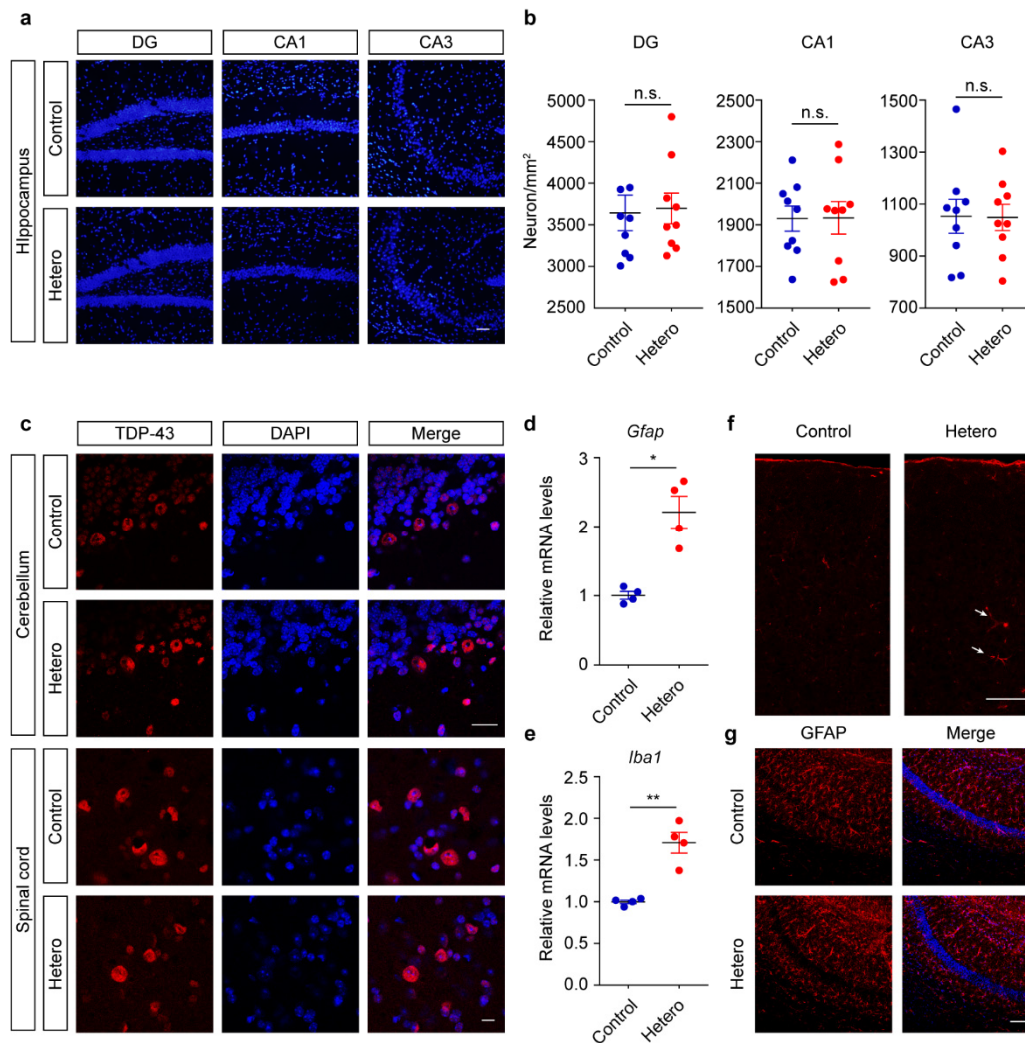 a
DG CA1 CA3
HIppocampus
Control
Hetero
b
DG CA1 CA3
n.s. n.s. n.s.
Neuron/mm²
5000
4500
4000
3500
3000
2500
2500
2300
2100
1900
1700
1500
1500
1300
1100
900
700
Control Hetero Control Hetero Control Hetero
c
TDP-43 DAPI Merge
Cerebellum
Control
Hetero
Spinal cord
Control
Hetero
d
Gfap
*
Relative mRNA levels
3
2
1
0
Control Hetero
e
Iba1
**
Relative mRNA levels
2.5
2.0
1.5
1.0
0.5
0.0
Control Hetero
f
Control Hetero
g
GFAP Merge
Control
Hetero